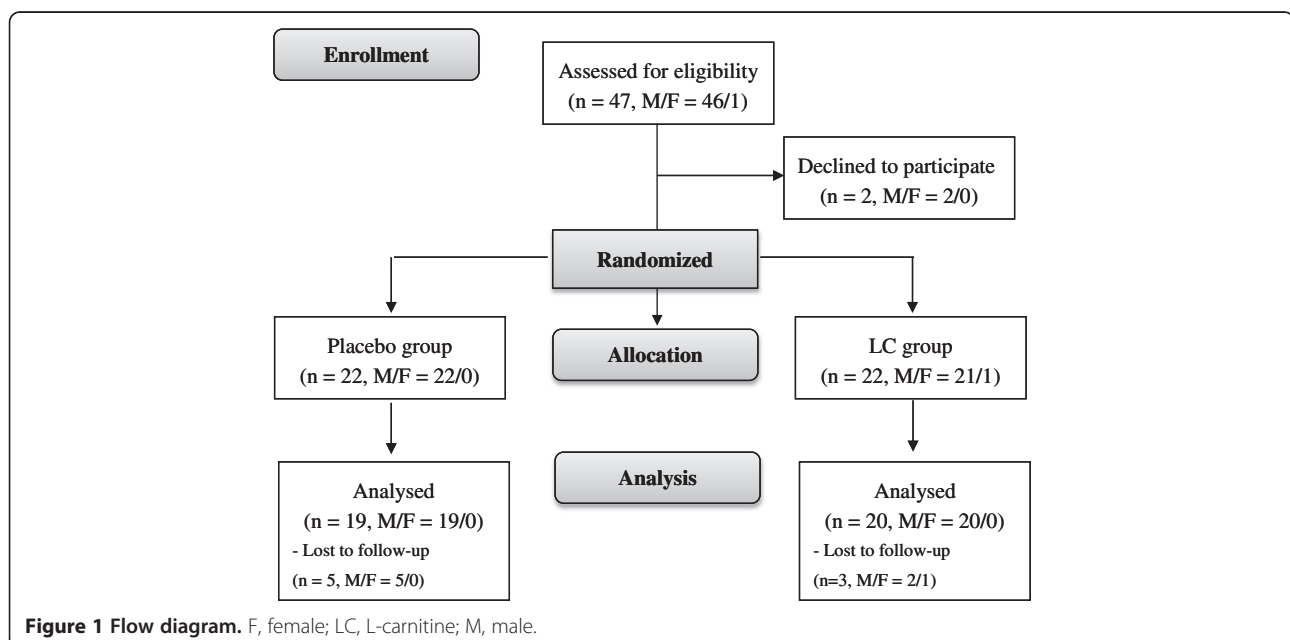 Enrollment
Assessed for eligibility
(n = 47, M/F = 46/1)
Declined to participate
(n = 2, M/F = 2/0)
Randomized
Placebo group
(n = 22, M/F = 22/0)
Allocation
LC group
(n = 22, M/F = 21/1)
Analysed
(n = 19, M/F = 19/0)
- Lost to follow-up
(n = 5, M/F = 5/0)
Analysis
Analysed
(n = 20, M/F = 20/0)
- Lost to follow-up
(n=3, M/F = 2/1)
Figure 1 Flow diagram. F, female; LC, L-carnitine; M, male.